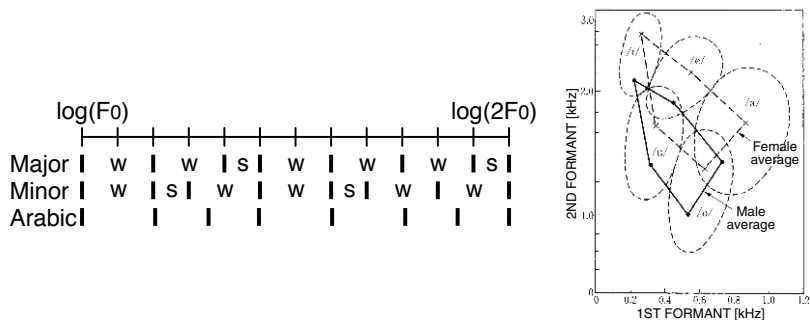 log(F0) log(2F0)
Major w w s w w w s
Minor w s w w s w w
Arabic
2ND FORMANT [kHz]
3.0
/i/
/e/
2.0
/a/
/u/
Female
average
1.0
/o/
Male
average
0
0 0.2 0.4 0.6 0.8 1.0 1.2
1ST FORMANT [kHz]